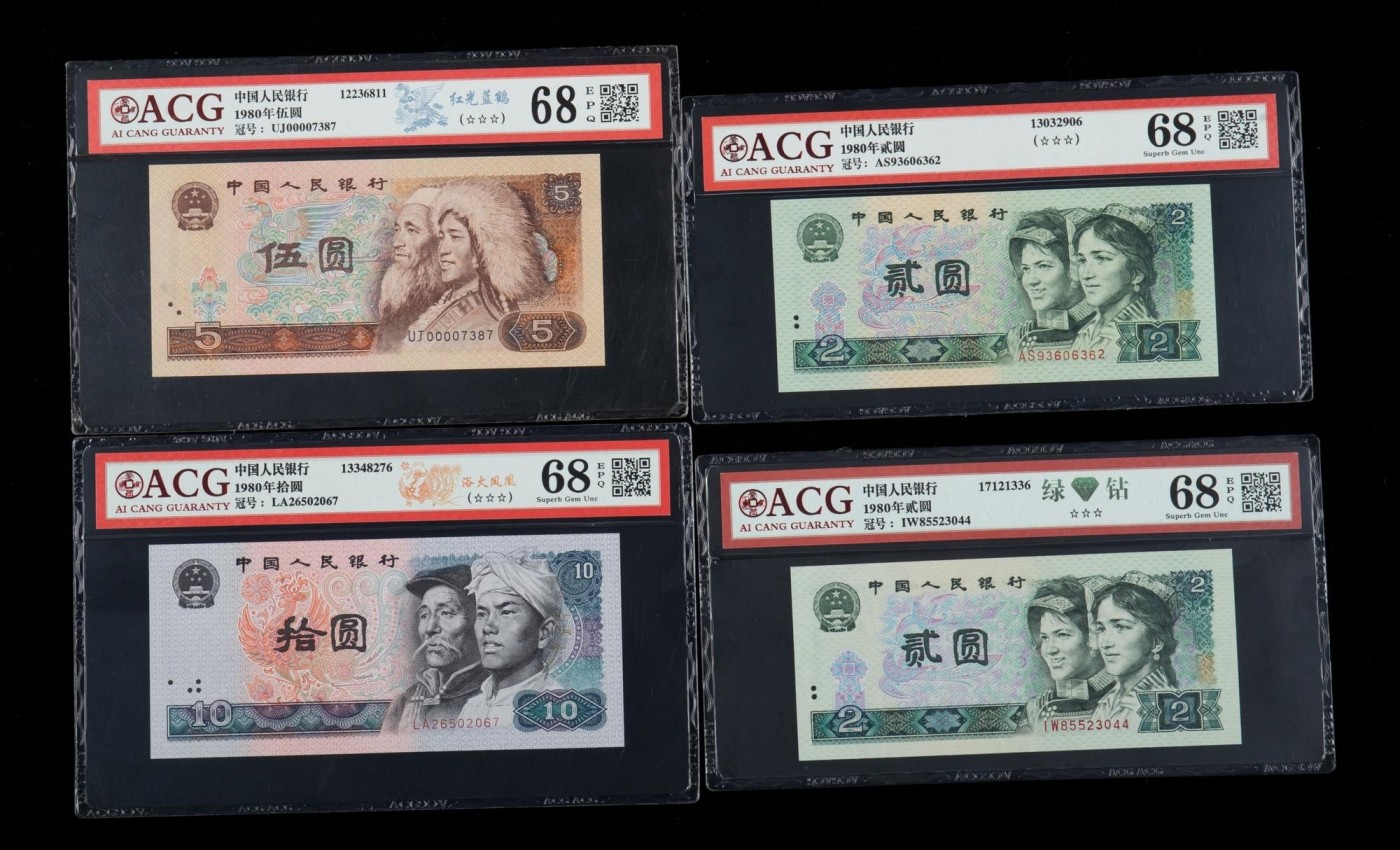 ACG
AI CANG GUARANTY
中国人民银行
1980年伍圆
冠号：UJ00007387
12236811
红光蓝鹤
(☆☆☆)
68
EPQ
中国人民银行
5
伍圆
5
UJ00007387
5
ACG
AI CANG GUARANTY
中国人民银行
1980年贰圆
冠号：AS93606362
13032906
(☆☆☆)
68
EPQ
Superb Gem Unc
中国人民银行
2
贰圆
2
AS93606362
2
ACG
AI CANG GUARANTY
中国人民银行
1980年拾圆
冠号：LA26502067
13348276
浴火凤凰
(☆☆☆)
68
EPQ
Superb Gem Unc
中国人民银行
10
拾圆
10
LA26502067
10
ACG
AI CANG GUARANTY
中国人民银行
1980年贰圆
冠号：IW85523044
17121336
绿钻
☆☆☆
68
EPQ
Superb Gem Unc
中国人民银行
2
贰圆
2
IW85523044
2